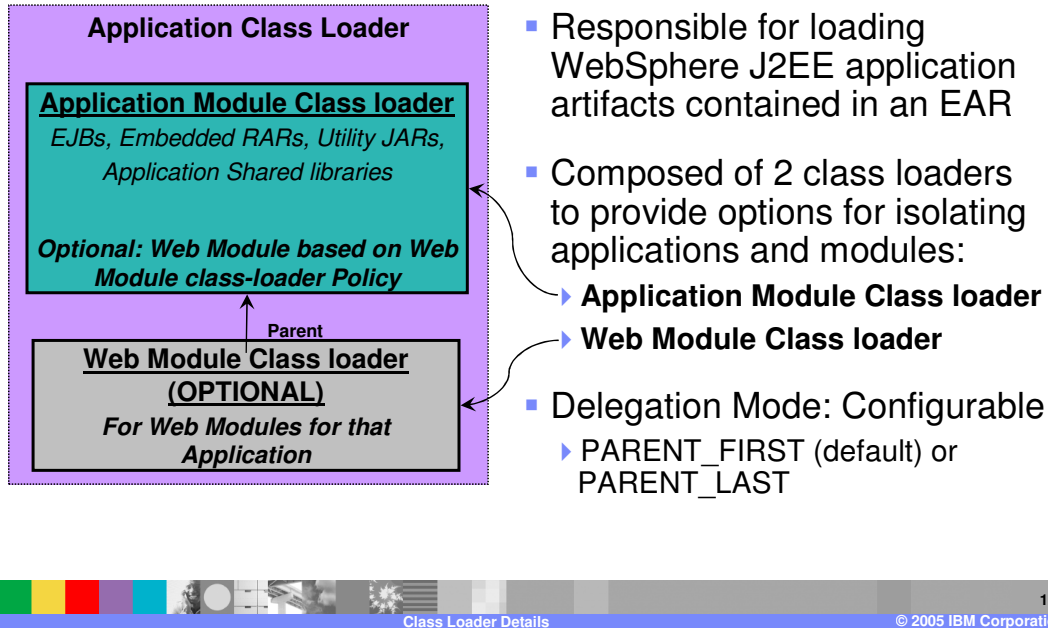 Application Class Loader
Application Module Class loader
EJBs, Embedded RARs, Utility JARs,
Application Shared libraries
Optional: Web Module based on Web
Module class-loader Policy
Parent
Web Module Class loader
(OPTIONAL)
For Web Modules for that
Application
Responsible for loading
WebSphere J2EE application
artifacts contained in an EAR
Composed of 2 class loaders
to provide options for isolating
applications and modules:
Application Module Class loader
Web Module Class loader
Delegation Mode: Configurable
PARENT_FIRST (default) or
PARENT_LAST
1
Class Loader Details
© 2005 IBM Corporati